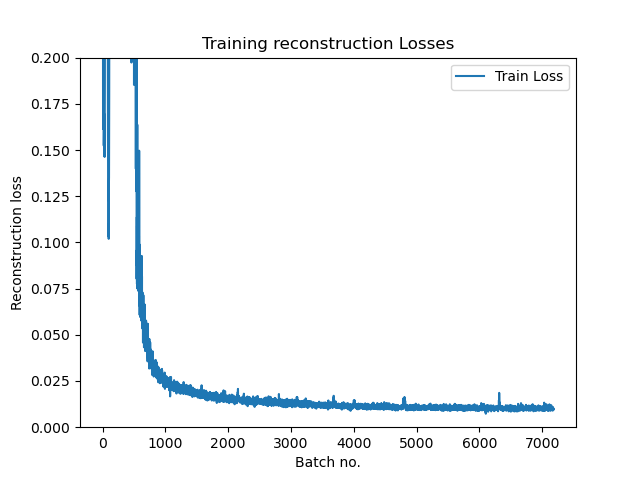 Training reconstruction Losses
Train Loss
Reconstruction loss
0.200
0.175
0.150
0.125
0.100
0.075
0.050
0.025
0.000
0 1000 2000 3000 4000 5000 6000 7000
Batch no.